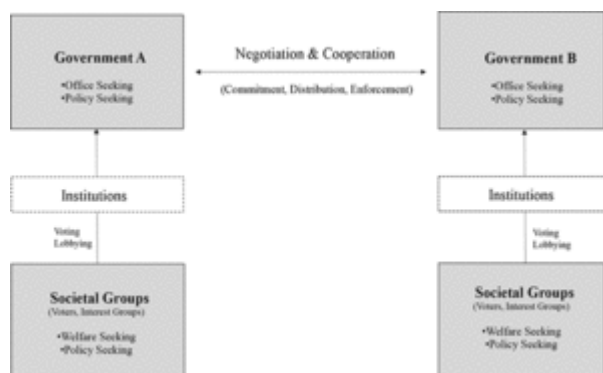 Government A
•Office Seeking
•Policy Seeking
Negotiation & Cooperation
(Commitment, Distribution, Enforcement)
Government B
•Office Seeking
•Policy Seeking
Institutions
Institutions
Voting
Lobbying
Voting
Lobbying
Societal Groups
(Voters, Interest Groups)
•Welfare Seeking
•Policy Seeking
Societal Groups
(Voters, Interest Groups)
•Welfare Seeking
•Policy Seeking